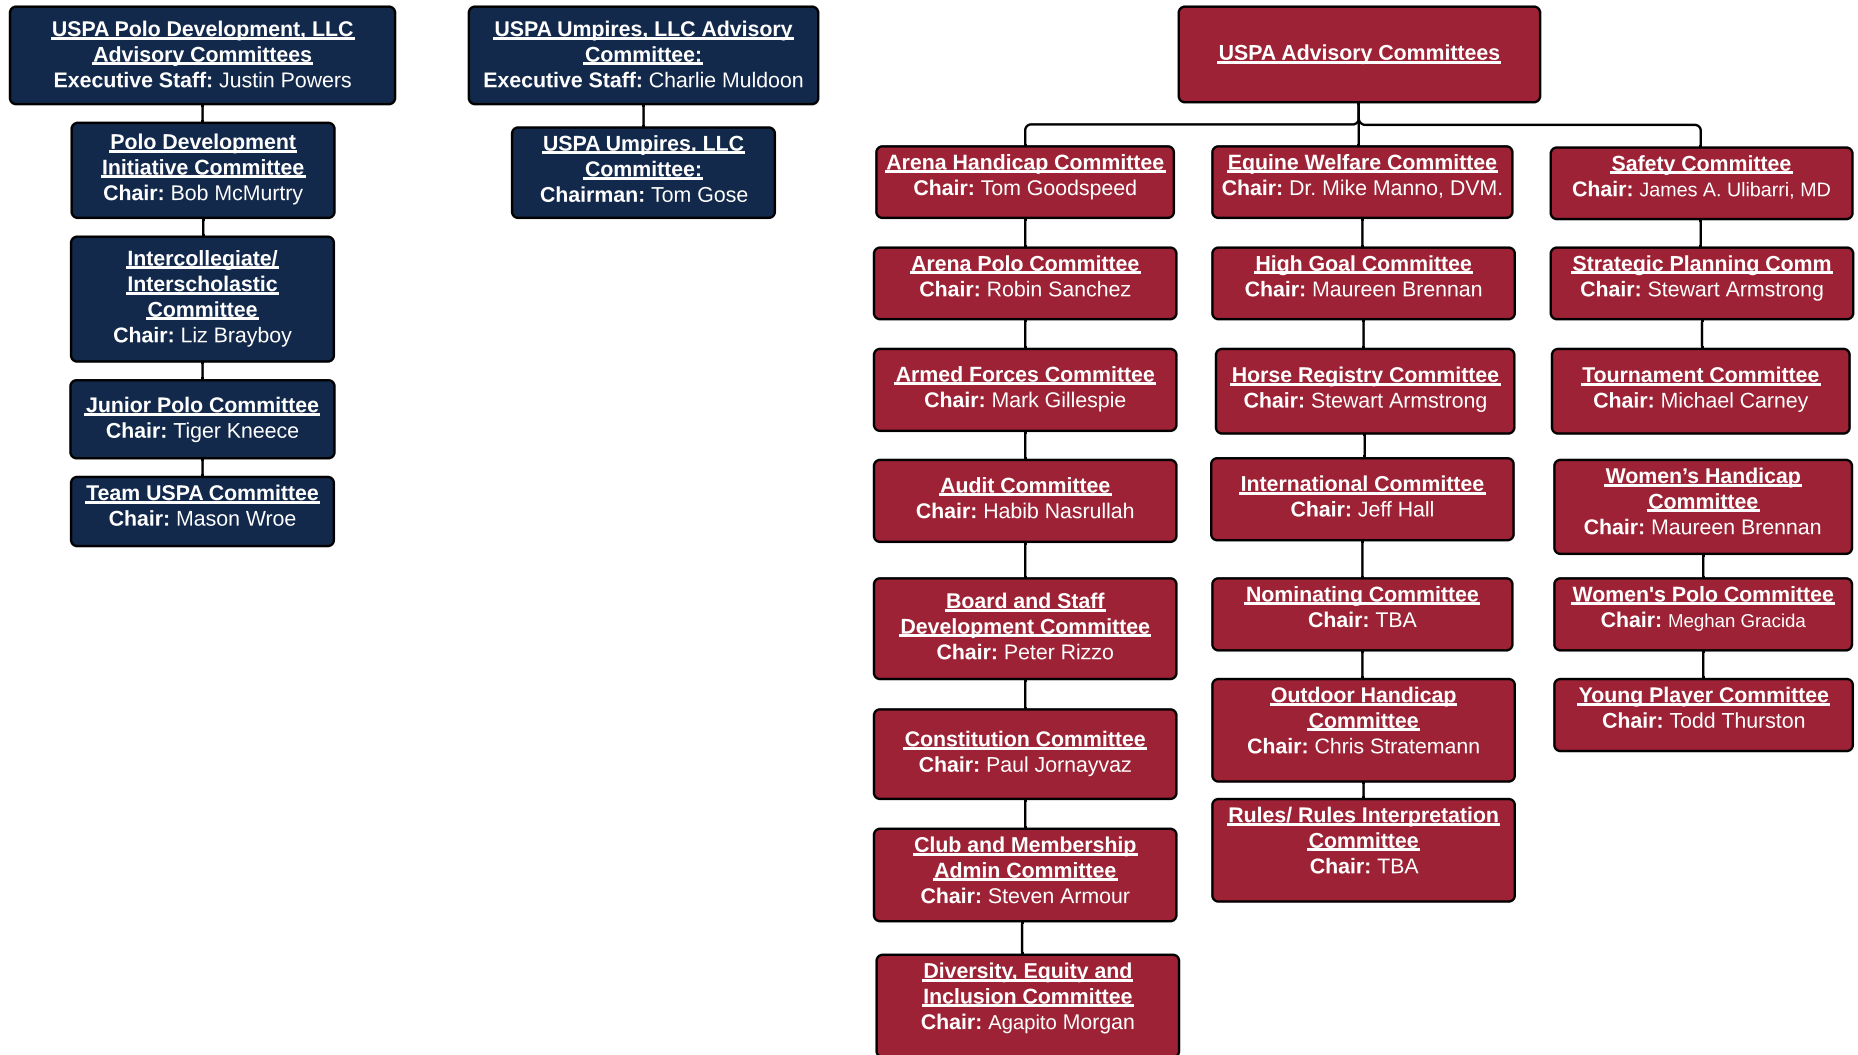 USPA Polo Development, LLC
Advisory Committees
Executive Staff: Justin Powers
Polo Development
Initiative Committee
Chair: Bob McMurtry
Intercollegiate/
Interscholastic
Committee
Chair: Liz Brayboy
Junior Polo Committee
Chair: Tiger Kneece
Team USPA Committee
Chair: Mason Wroe
USPA Umpires, LLC Advisory
Committee:
Executive Staff: Charlie Muldoon
USPA Umpires, LLC
Committee:
Chairman: Tom Gose
USPA Advisory Committees
Arena Handicap Committee
Chair: Tom Goodspeed
Arena Polo Committee
Chair: Robin Sanchez
Armed Forces Committee
Chair: Mark Gillespie
Audit Committee
Chair: Habib Nasrullah
Board and Staff
Development Committee
Chair: Peter Rizzo
Constitution Committee
Chair: Paul Jornayvaz
Club and Membership
Admin Committee
Chair: Steven Armour
Diversity, Equity and
Inclusion Committee
Chair: Agapito Morgan
Equine Welfare Committee
Chair: Dr. Mike Manno, DVM.
High Goal Committee
Chair: Maureen Brennan
Horse Registry Committee
Chair: Stewart Armstrong
International Committee
Chair: Jeff Hall
Nominating Committee
Chair: TBA
Outdoor Handicap
Committee
Chair: Chris Stratemann
Rules/ Rules Interpretation
Committee
Chair: TBA
Safety Committee
Chair: James A. Ulibarri, MD
Strategic Planning Comm
Chair: Stewart Armstrong
Tournament Committee
Chair: Michael Carney
Women’s Handicap
Committee
Chair: Maureen Brennan
Women's Polo Committee
Chair: Meghan Gracida
Young Player Committee
Chair: Todd Thurston